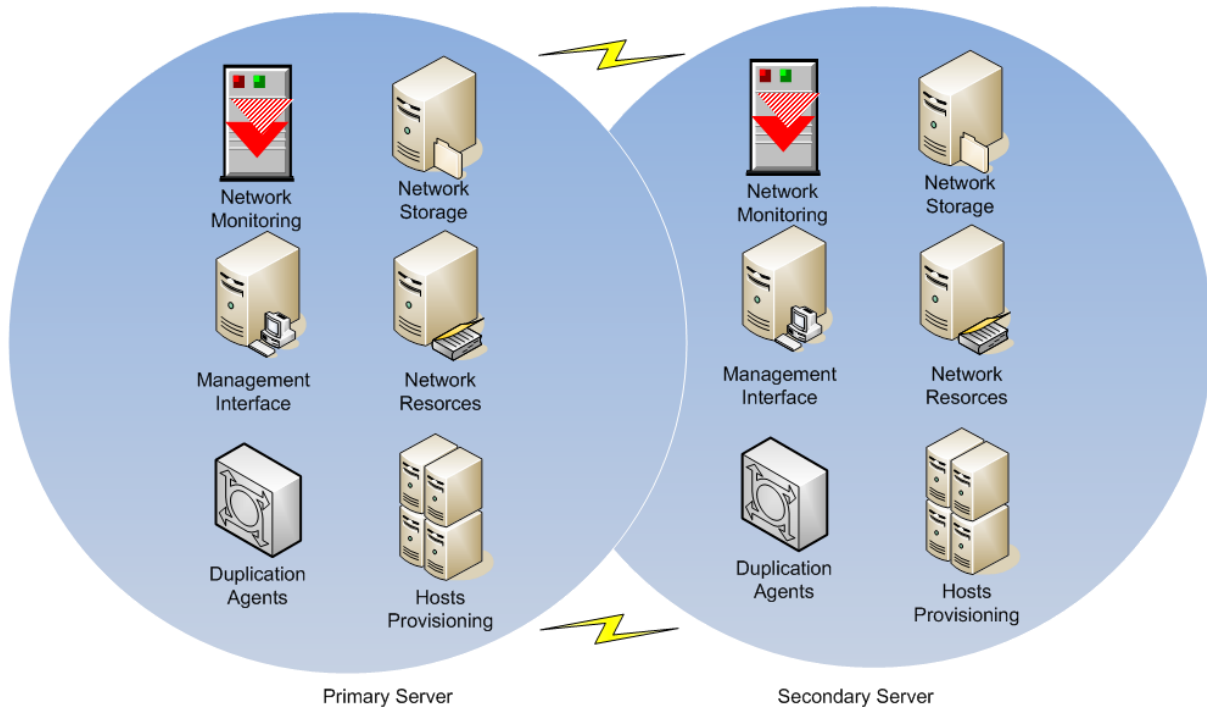 Network
Monitoring
Network
Storage
Management
Interface
Network
Resorces
Duplication
Agents
Hosts
Provisioning
Primary Server
Network
Monitoring
Network
Storage
Management
Interface
Network
Resorces
Duplication
Agents
Hosts
Provisioning
Secondary Server